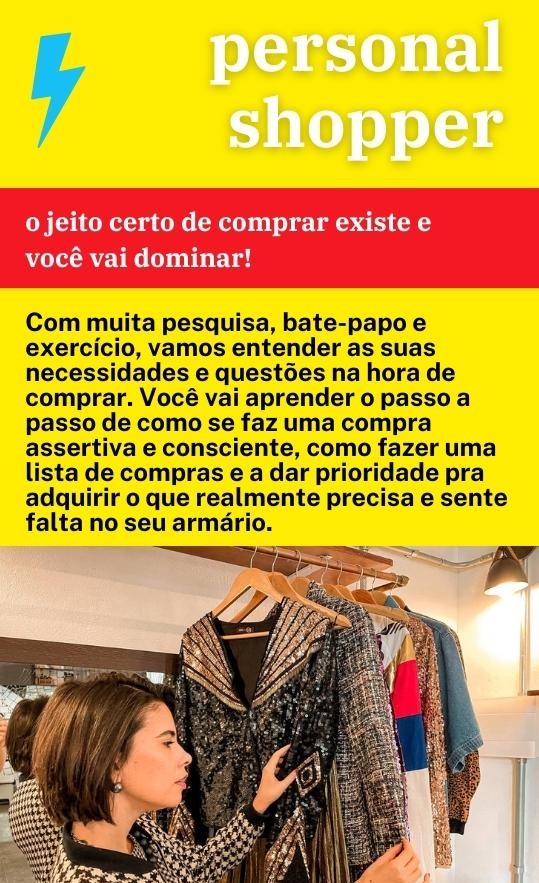 personal
shopper
o jeito certo de comprar existe e
você vai dominar!
Com muita pesquisa, bate-papo e
exercício, vamos entender as suas
necessidades e questões na hora de
comprar. Você vai aprender o passo a
passo de como se faz uma compra
assertiva e consciente, como fazer uma
lista de compras e a dar prioridade pra
adquirir o que realmente precisa e sente
falta no seu armário.